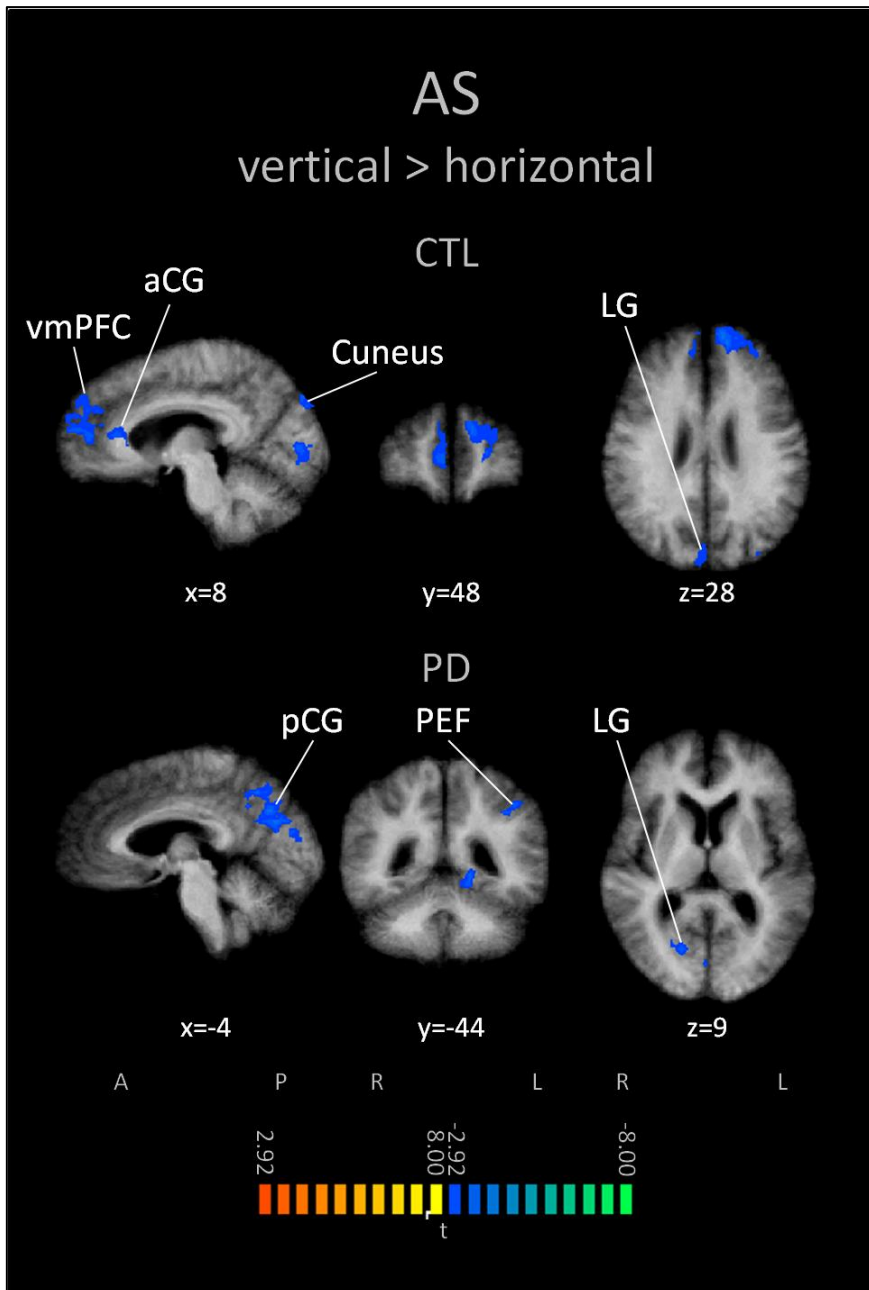 AS
vertical > horizontal
CTL
aCG
vmPFC
LG
Cuneus
x=8 y=48 z=28
PD
pCG PEF LG
x=-4 y=-44 z=9
A P R L R L
2.92 8.00 -2.92 -8.00
t